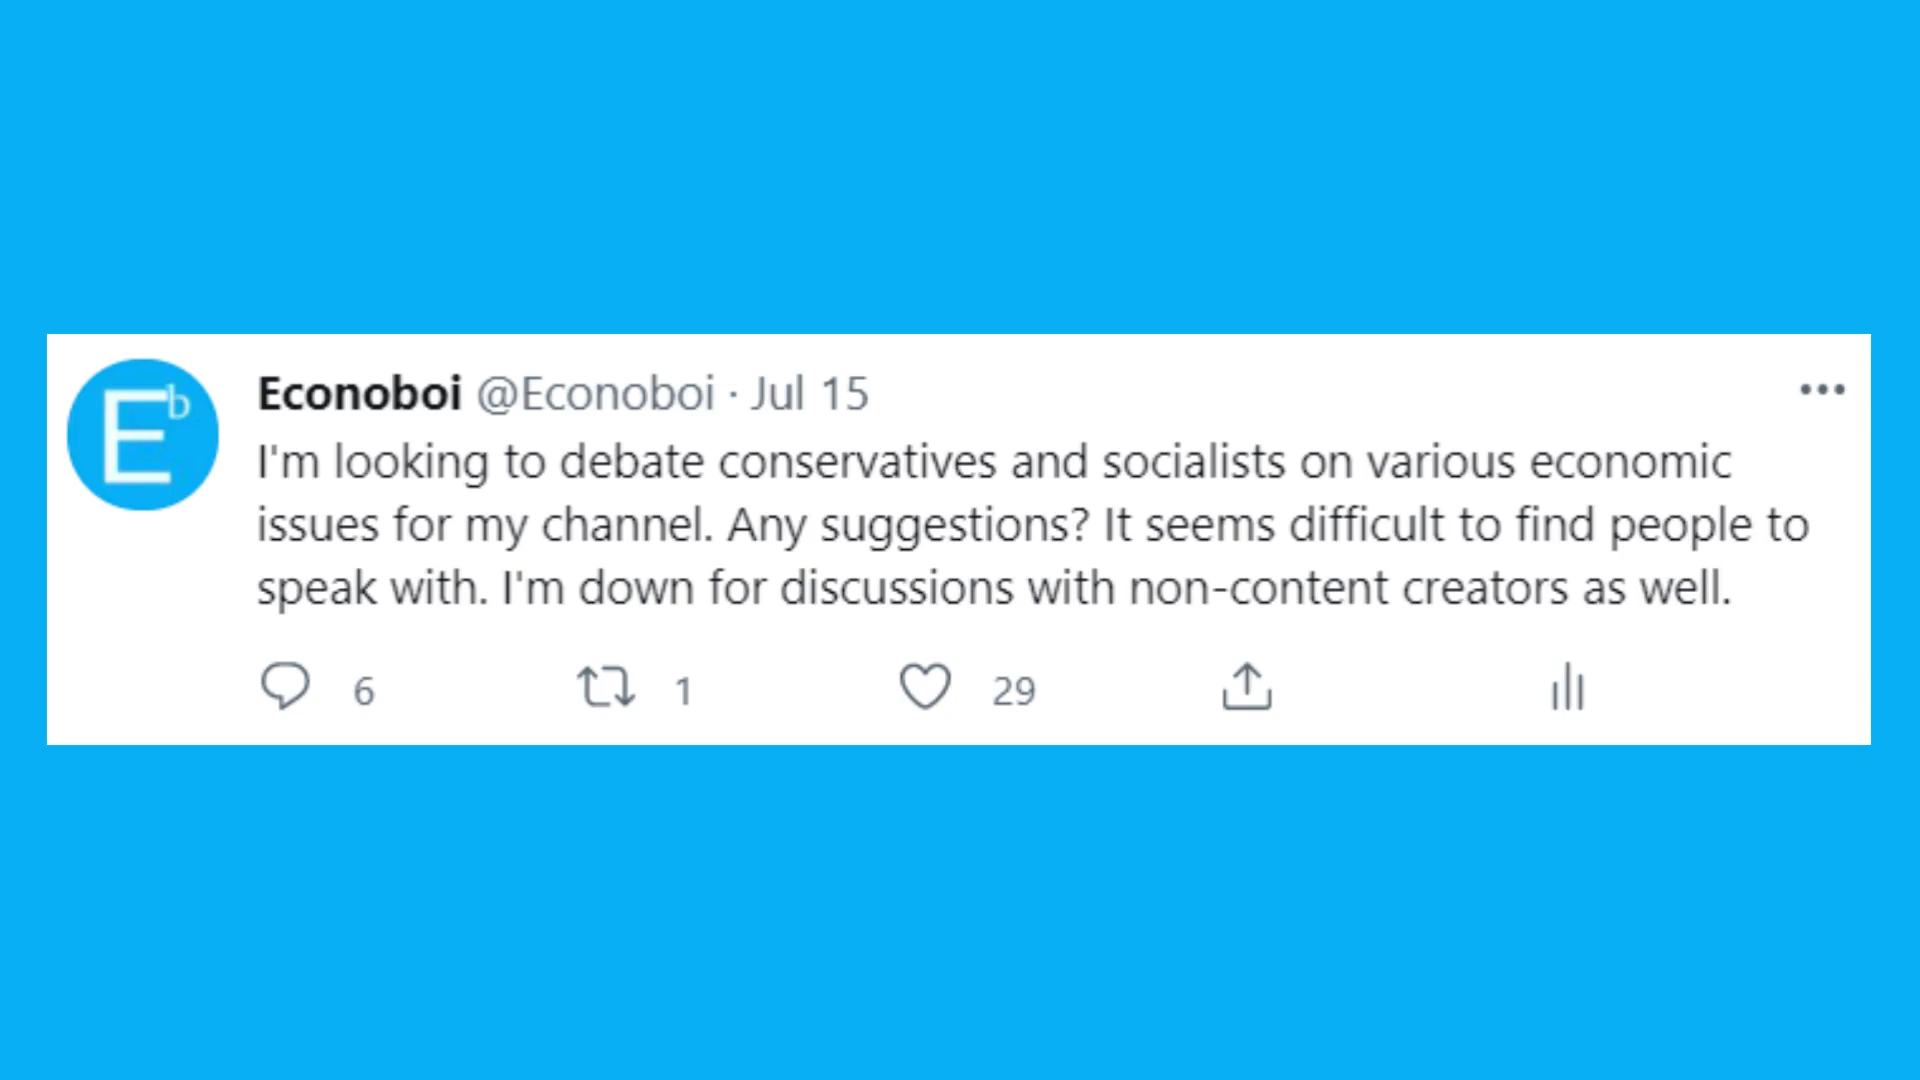 Eb
Econoboi @Econoboi · Jul 15
I'm looking to debate conservatives and socialists on various economic
issues for my channel. Any suggestions? It seems difficult to find people to
speak with. I'm down for discussions with non-content creators as well.
6 1 29